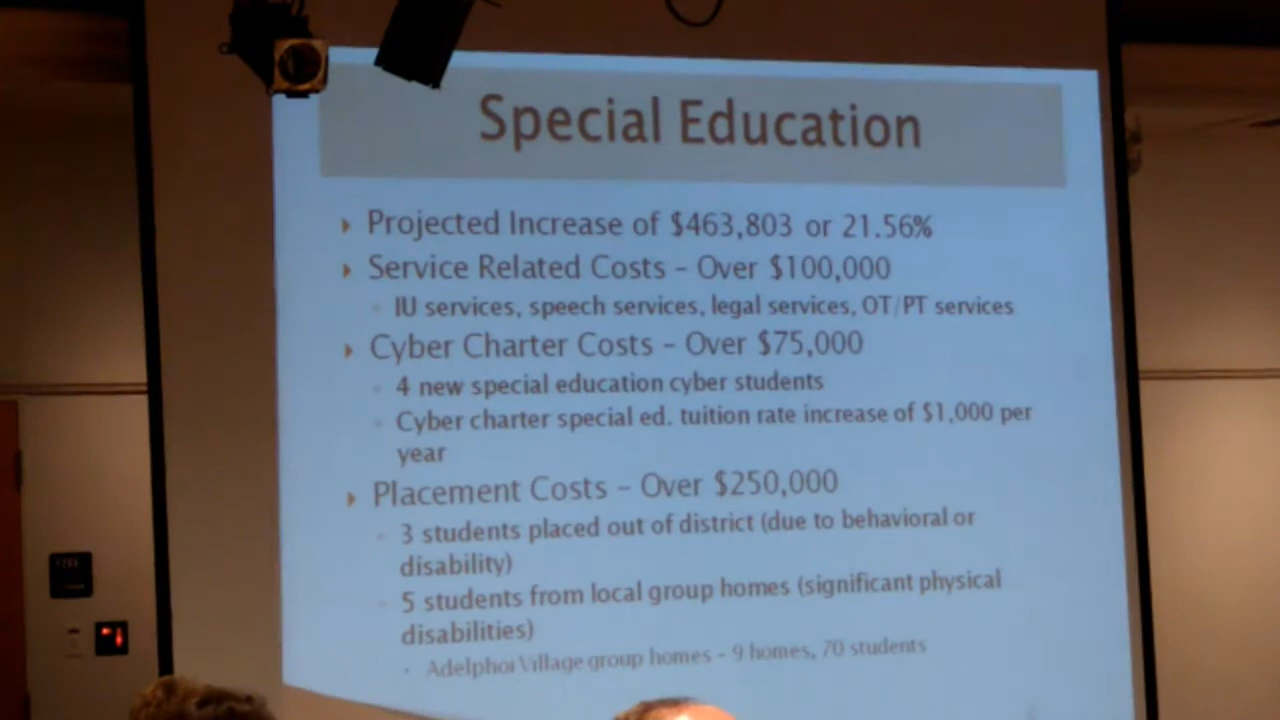 Special Education
Projected Increase of $463,803 or 21.56%
Service Related Costs – Over $100,000
IU services, speech services, legal services, OT/PT services
Cyber Charter Costs – Over $75,000
4 new special education cyber students
Cyber charter special ed. tuition rate increase of $1,000 per
year
Placement Costs – Over $250,000
3 students placed out of district (due to behavioral or
disability)
5 students from local group homes (significant physical
disabilities)
Adelphoi Village group homes – 9 homes, 70 students